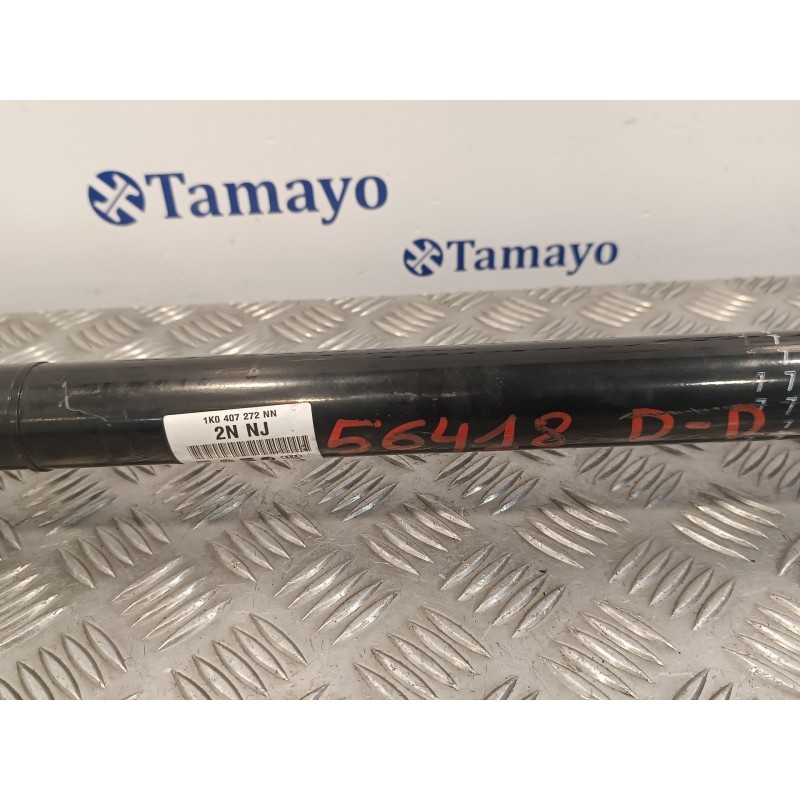 Tamayo
Tamayo
1K0 407 272 NN
2N NJ
56418 D-D